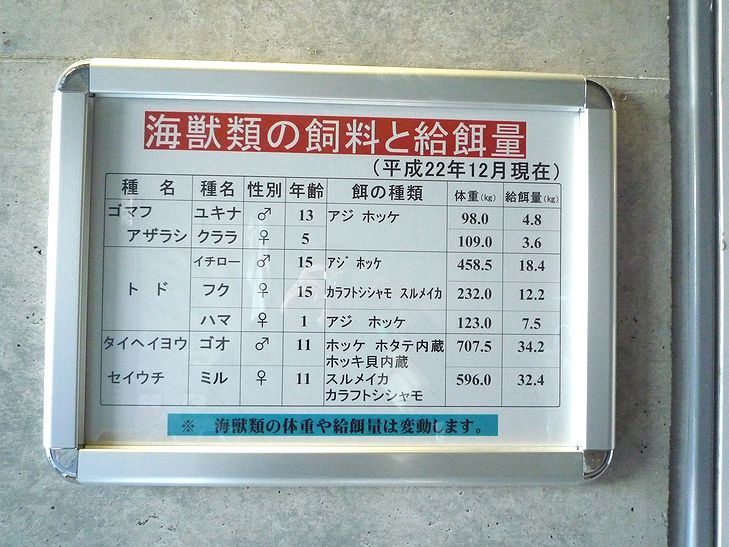 海獣類の飼料と給餌量
(平成22年12月現在)
種 名 種名 性別 年齢 餌の種類 体重(kg) 給餌量(kg)
ゴマフ ユキナ ♂ 13 アジ ホッケ 98.0 4.8
アザラシ クララ ♀ 5 109.0 3.6
イチロー ♂ 15 アジ ホッケ 458.5 18.4
トド フク ♀ 15 カラフトシシャモ スルメイカ 232.0 12.2
ハマ ♀ 1 アジ ホッケ 123.0 7.5
タイヘイヨウ ゴオ ♂ 11 ホッケ ホタテ内蔵 707.5 34.2
ホッキ貝内蔵
セイウチ ミル ♀ 11 スルメイカ 596.0 32.4
カラフトシシャモ
※ 海獣類の体重や給餌量は変動します。